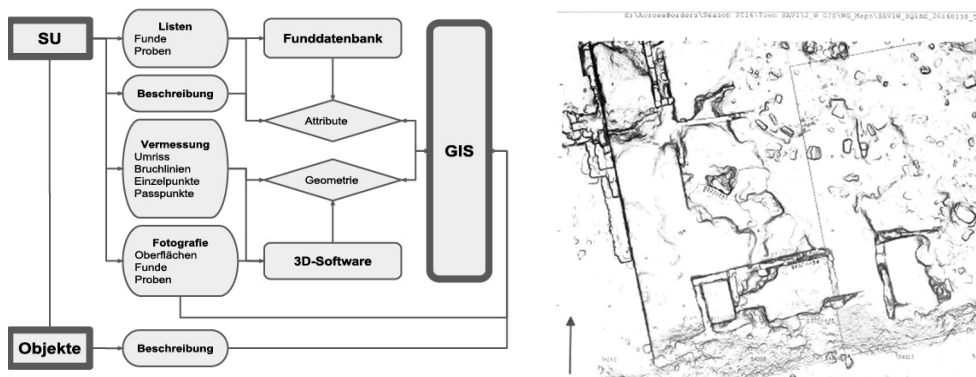 SU
Listen
Funde
Proben
Funddatenbank
Beschreibung
Attribute
Vermessung
Umriss
Bruchlinien
Einzelpunkte
Passpunkte
Geometrie
GIS
Fotografie
Oberflächen
Funde
Proben
3D-Software
Objekte
Beschreibung